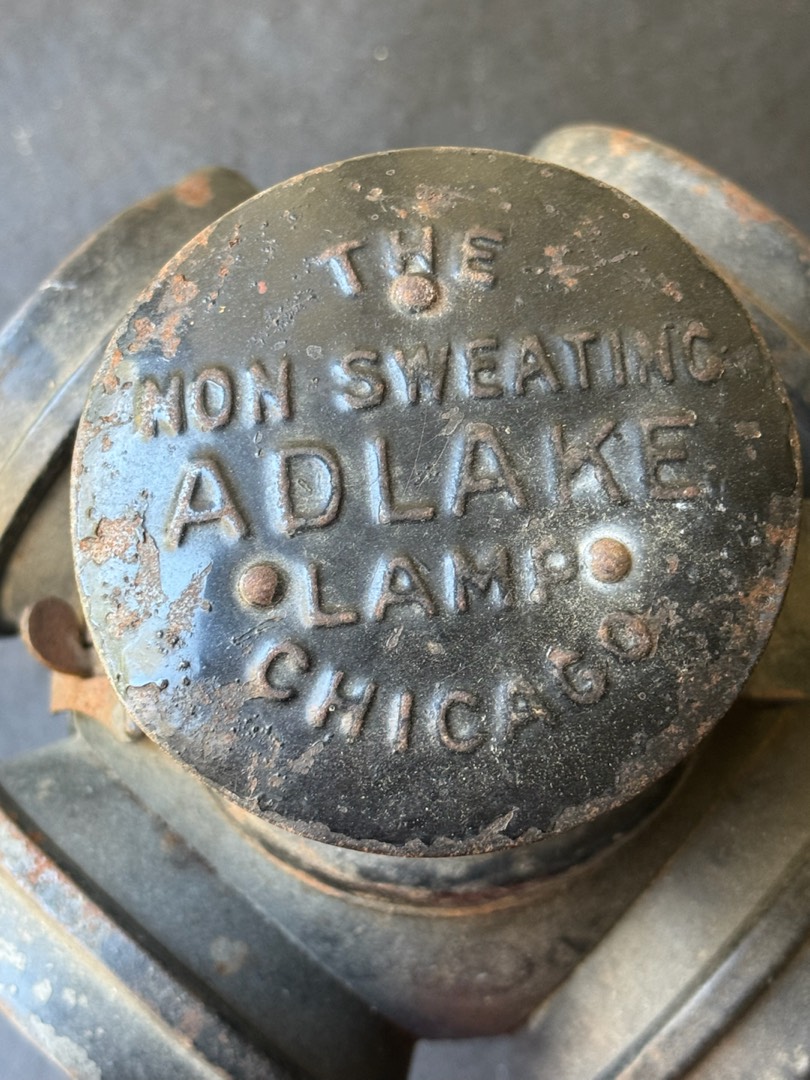 THE
NON SWEATING
ADLAKE
LAMP
CHICAGO